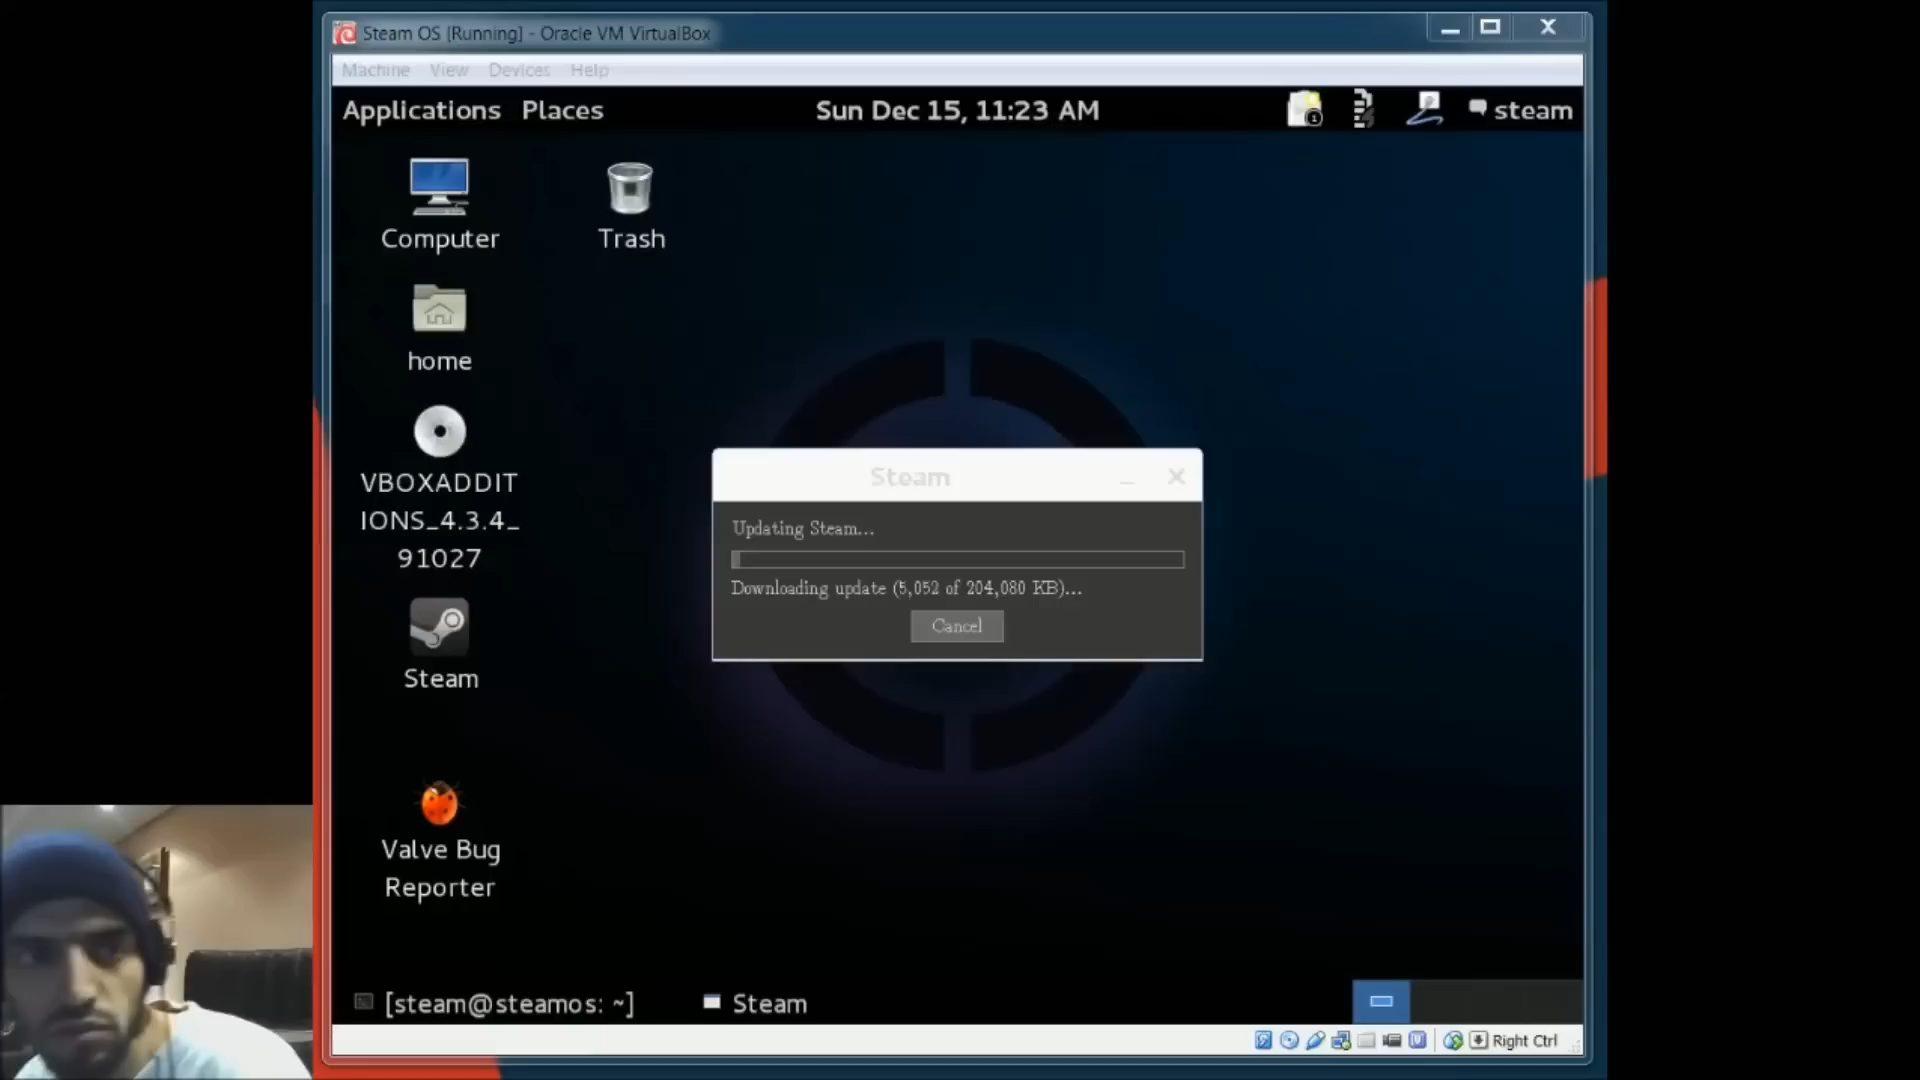 Steam OS [Running] - Oracle VM VirtualBox
Machine View Devices Help
Applications Places Sun Dec 15, 11:23 AM 1 steam
Computer Trash
home
VBOXADDIT
IONS_4.3.4_
91027
Steam
Updating Steam...
Downloading update (5,052 of 204,080 KB)...
Cancel
Steam
Valve Bug
Reporter
[steam@steamos: ~] Steam
Right Ctrl